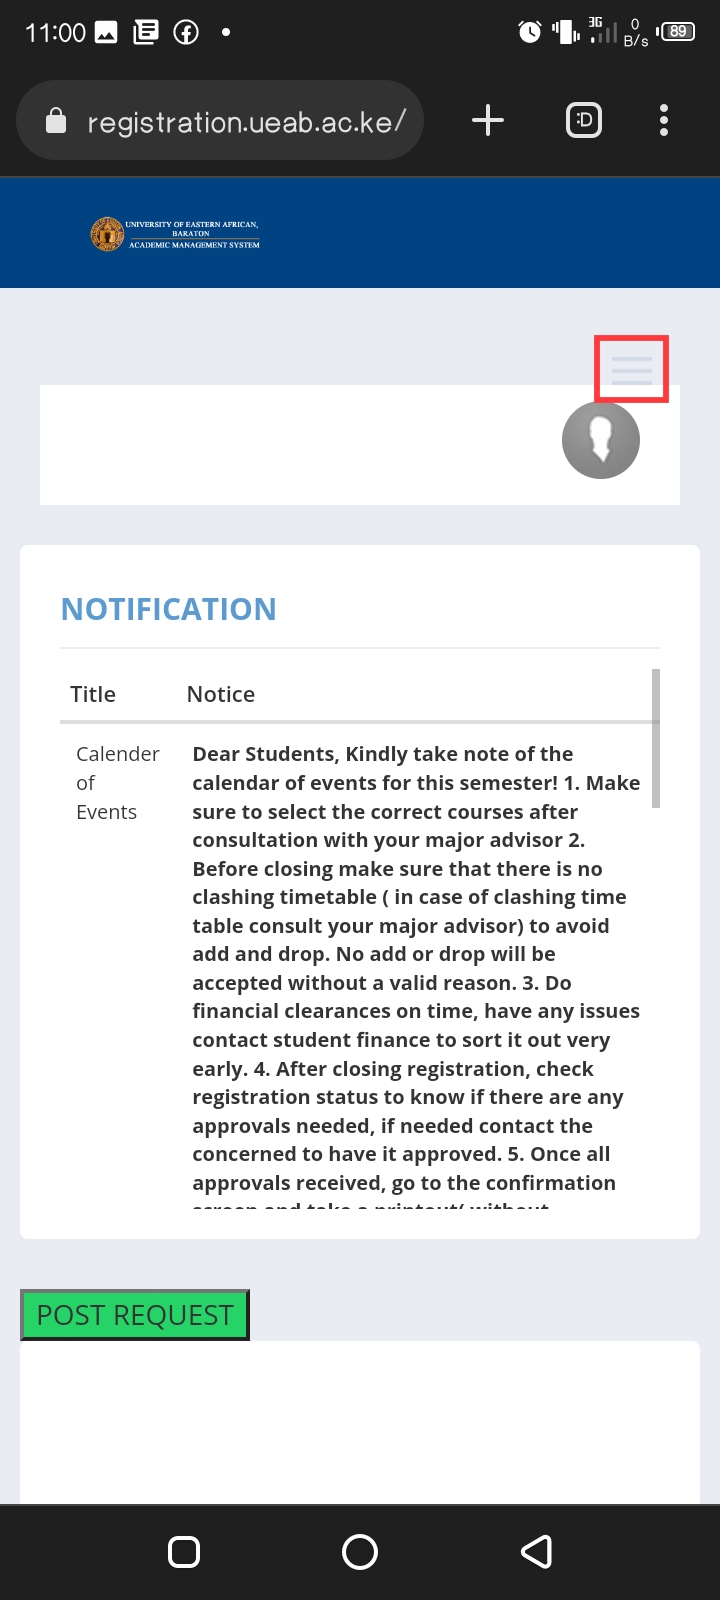 11:00
3G
0
B/s
89
registration.ueab.ac.ke/
:D
UNIVERSITY OF EASTERN AFRICAN,
BARATON
ACADEMIC MANAGEMENT SYSTEM
NOTIFICATION
Title Notice
Calender of Events
Dear Students, Kindly take note of the
calendar of events for this semester! 1. Make
sure to select the correct courses after
consultation with your major advisor 2.
Before closing make sure that there is no
clashing timetable ( in case of clashing time
table consult your major advisor) to avoid
add and drop. No add or drop will be
accepted without a valid reason. 3. Do
financial clearances on time, have any issues
contact student finance to sort it out very
early. 4. After closing registration, check
registration status to know if there are any
approvals needed, if needed contact the
concerned to have it approved. 5. Once all
approvals received, go to the confirmation
screen and take a printout( without
POST REQUEST